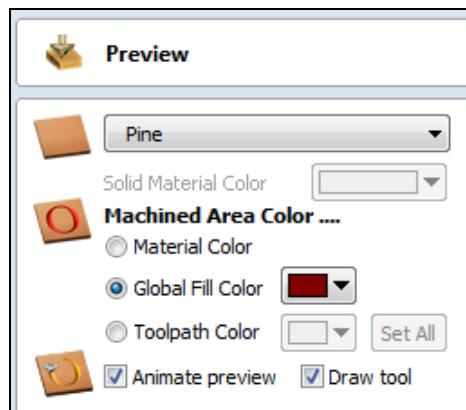 Preview
Pine
Solid Material Color
Machined Area Color ....
Material Color
Global Fill Color
Toolpath Color Set All
Animate preview Draw tool